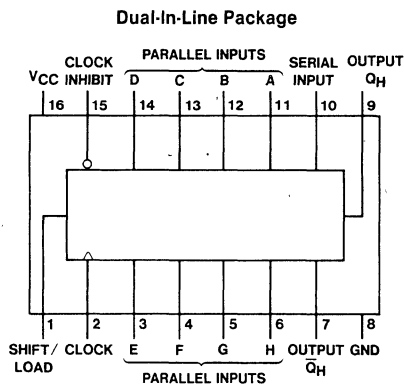 Dual-In-Line Package
PARALLEL INPUTS
CLOCK SERIAL OUTPUT
VCC INHIBIT D C B A INPUT QH
16 15 14 13 12 11 10 9
1 2 3 4 5 6 7 8
SHIFT/ CLOCK E F G H OUTPUT GND
LOAD Q̅H
PARALLEL INPUTS